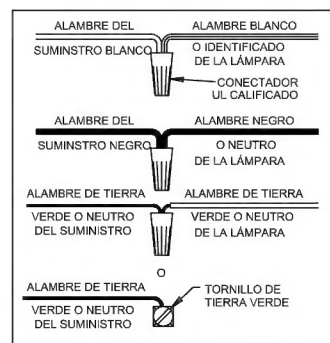 ALAMBRE DEL ALAMBRE BLANCO
SUMINSTRO BLANCO O IDENTIFICADO
DE LA LÁMPARA
CONECTADOR
UL CALIFICADO
ALAMBRE DEL ALAMBRE NEGRO
SUMINSTRO NEGRO O NEUTRO
DE LA LÁMPARA
ALAMBRE DE TIERRA ALAMBRE DE TIERRA
VERDE O NEUTRO VERDE O NEUTRO
DEL SUMINISTRO DE LA LÁMPARA
O
ALAMBRE DE TIERRA TORNILLO DE
TIERRA VERDE
VERDE O NEUTRO
DEL SUMINISTRO